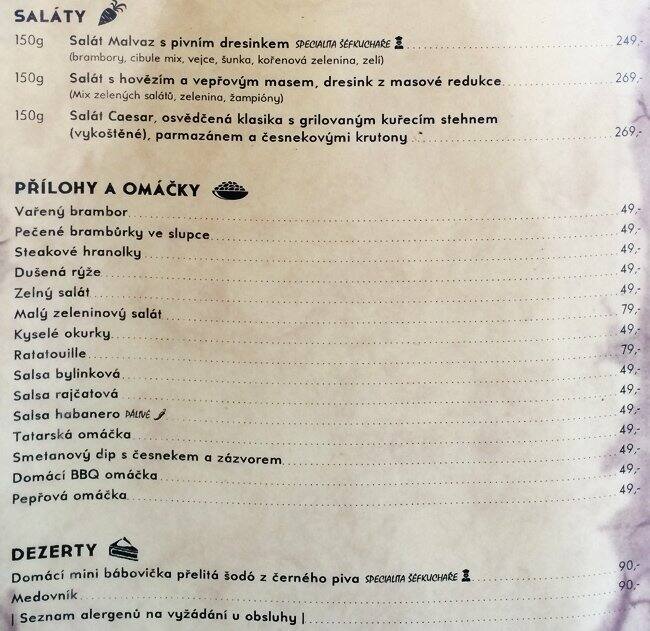 SALÁTY
150g Salát Malvaz s pivním dresinkem SPECIALITA ŠÉFKUCHAŘE 249,-
(brambory, cibule mix, vejce, šunka, kořenová zelenina, zelí)
150g Salát s hovězím a vepřovým masem, dresink z masové redukce 269,-
(Mix zelených salátů, zelenina, žampióny)
150g Salát Caesar, osvědčená klasika s grilovaným kuřecím stehnem
(vykoštěné), parmazánem a česnekovými krutony 269,-
PŘÍLOHY A OMÁČKY
Vařený brambor 49,-
Pečené brambůrky ve slupce 49,-
Steakové hranolky 49,-
Dušená rýže 49,-
Zelný salát 49,-
Malý zeleninový salát 79,-
Kyselé okurky 49,-
Ratatouille 79,-
Salsa bylinková 49,-
Salsa rajčatová 49,-
Salsa habanero PÁLIVÉ 49,-
Tatarská omáčka 49,-
Smetanový dip s česnekem a zázvorem 49,-
Domácí BBQ omáčka 49,-
Pepřová omáčka 49,-
DEZERTY
Domácí mini bábovička přelitá šodó z černého piva SPECIALITA ŠÉFKUCHAŘE 90,-
Medovník 90,-
| Seznam alergenů na vyžádání u obsluhy |